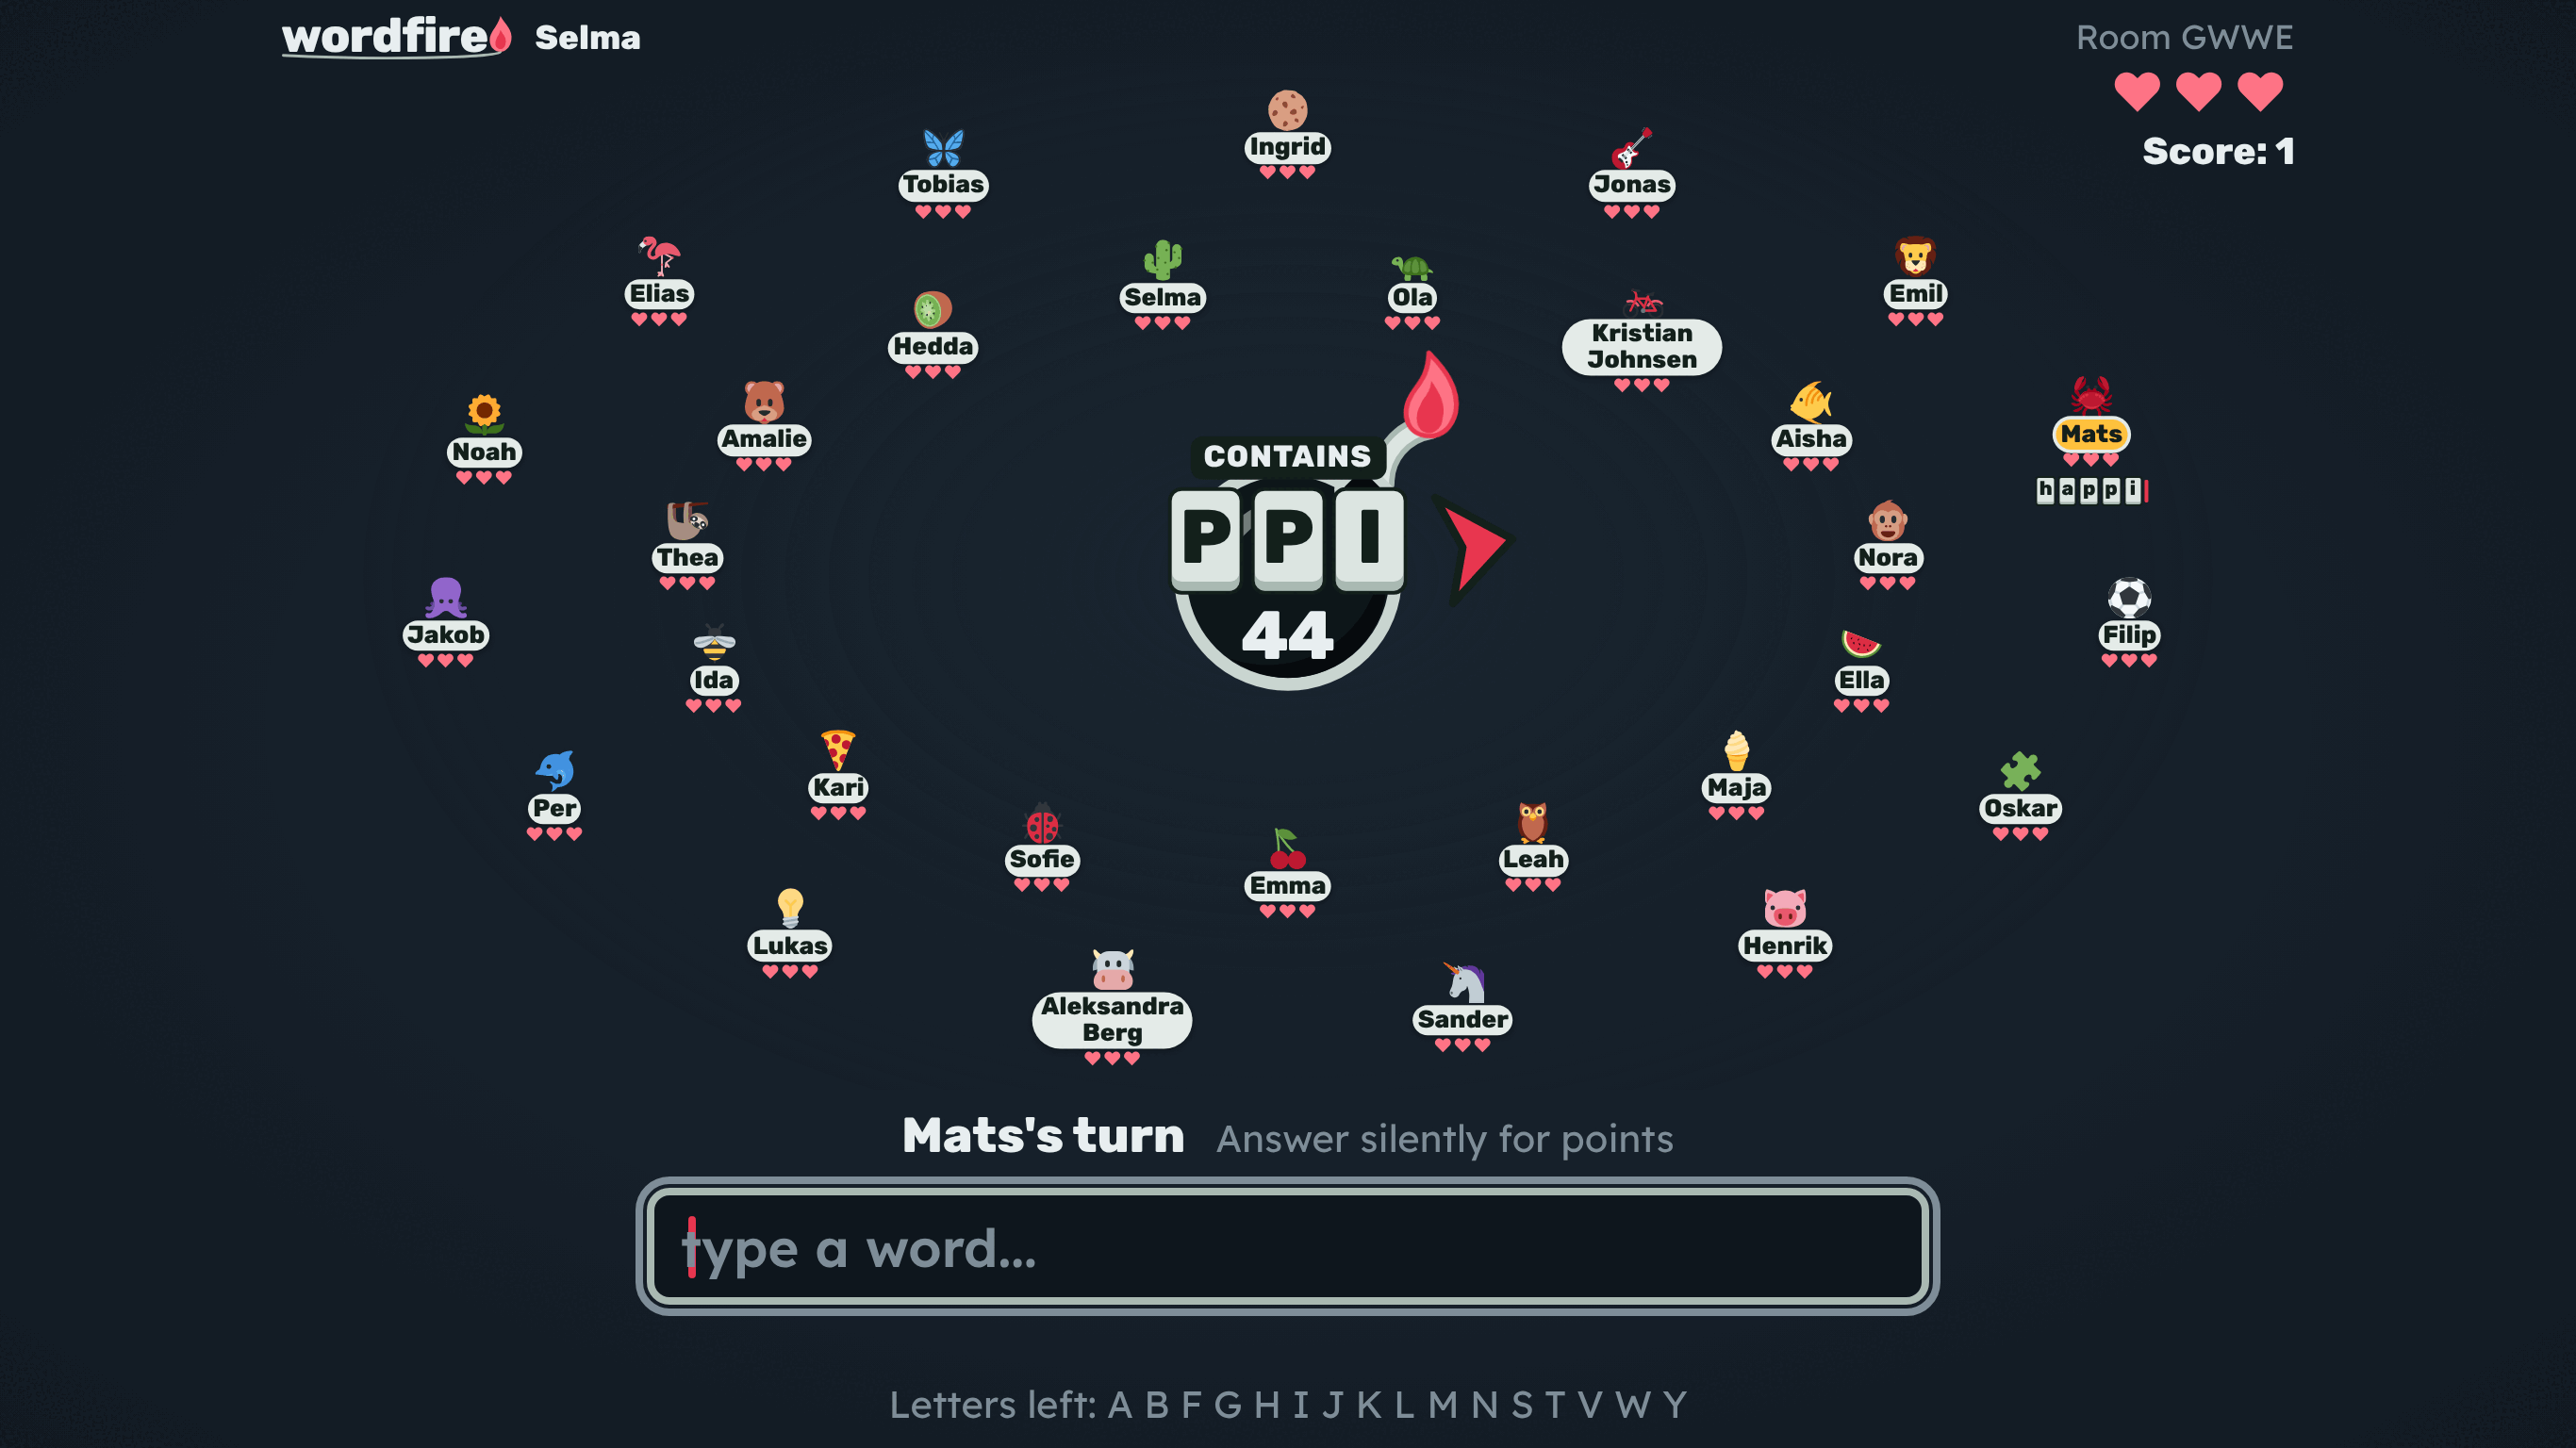 wordfire Selma
Room GWWE
Score: 1
Ingrid
Tobias
Jonas
Elias
Selma
Ola
Emil
Hedda
Kristian
Johnsen
Noah
Amalie
Aisha
Mats
happi
CONTAINS
PPI
44
Thea
Nora
Jakob
Filip
Ida
Ella
Per
Kari
Maja
Oskar
Sofie
Emma
Leah
Lukas
Henrik
Aleksandra
Berg
Sander
Mats's turn Answer silently for points
type a word...
Letters left: A B F G H I J K L M N S T V W Y